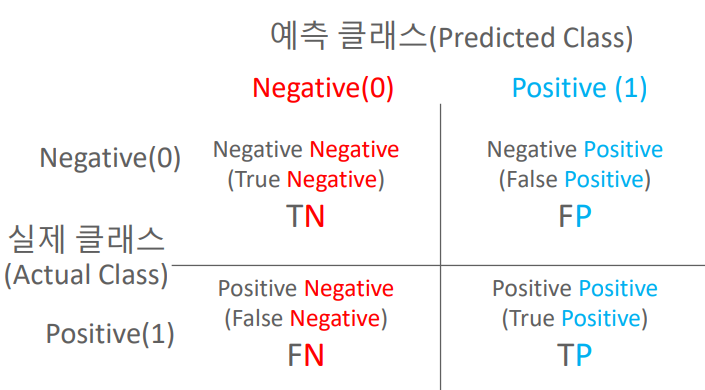 예측 클래스(Predicted Class)
Negative(0)
Positive (1)
Negative(0)
Negative Negative
(True Negative)
TN
Negative Positive
(False Positive)
FP
실제 클래스
(Actual Class)
Positive(1)
Positive Negative
(False Negative)
FN
Positive Positive
(True Positive)
TP